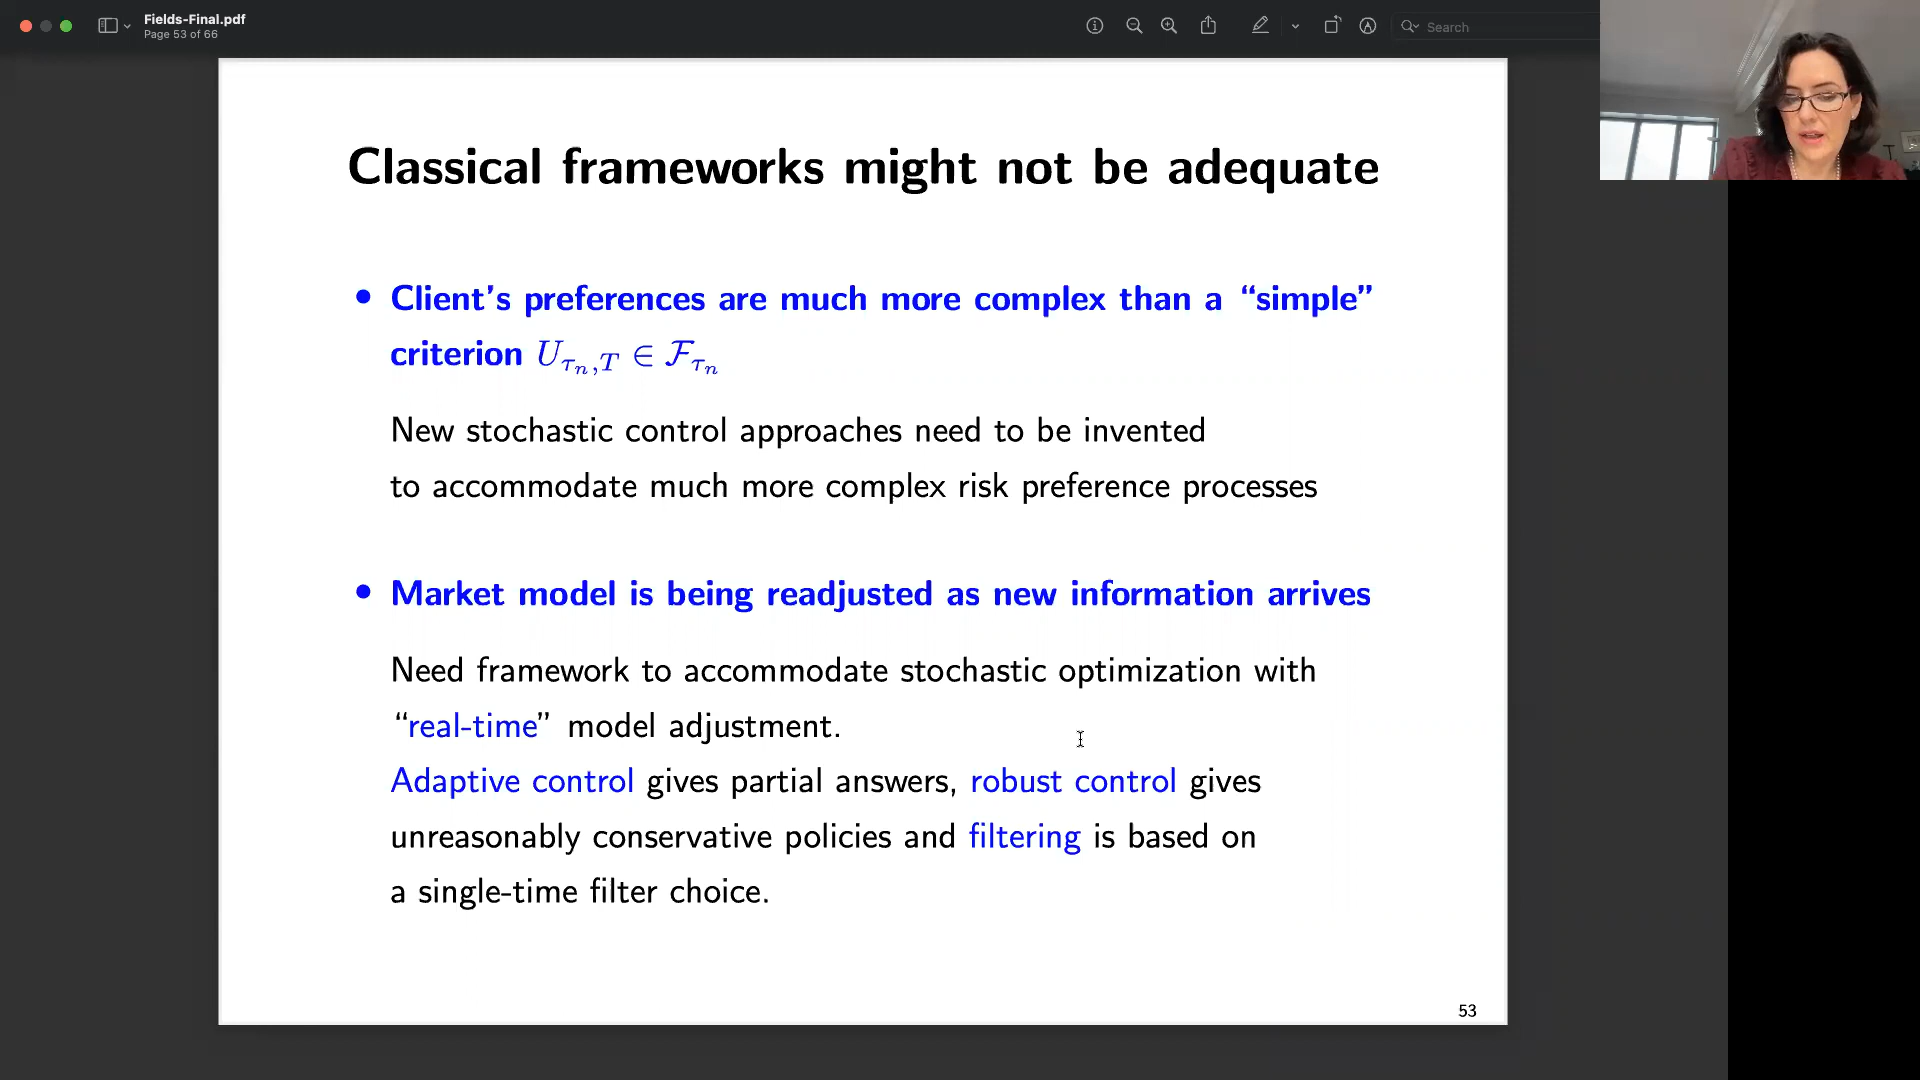 Fields-Final.pdf
Page 53 of 66
Search
Classical frameworks might not be adequate
• Client's preferences are much more complex than a “simple”
criterion $U_{\tau_n,T} \in \mathcal{F}_{\tau_n}$
New stochastic control approaches need to be invented
to accommodate much more complex risk preference processes
• Market model is being readjusted as new information arrives
Need framework to accommodate stochastic optimization with
“real-time” model adjustment.
Adaptive control gives partial answers, robust control gives
unreasonably conservative policies and filtering is based on
a single-time filter choice.
53